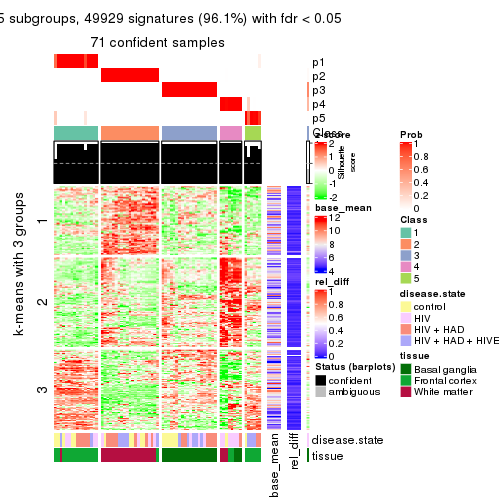 5 subgroups, 49929 signatures (96.1%) with fdr < 0.05
71 confident samples
p1
p2
p3
p4
p5
Class
Silhouette
score
k-means with 3 groups
1
2
3
base_mean
rel_diff
disease.state
tissue
z-score
2
1
0
-1
-2
base_mean
12
10
8
6
4
rel_diff
1
0.8
0.6
0.4
0.2
0
Status (barplots)
confident
ambiguous
Prob
1
0.8
0.6
0.4
0.2
0
Class
1
2
3
4
5
disease.state
control
HIV
HIV + HAD
HIV + HAD + HIVE
tissue
Basal ganglia
Frontal cortex
White matter